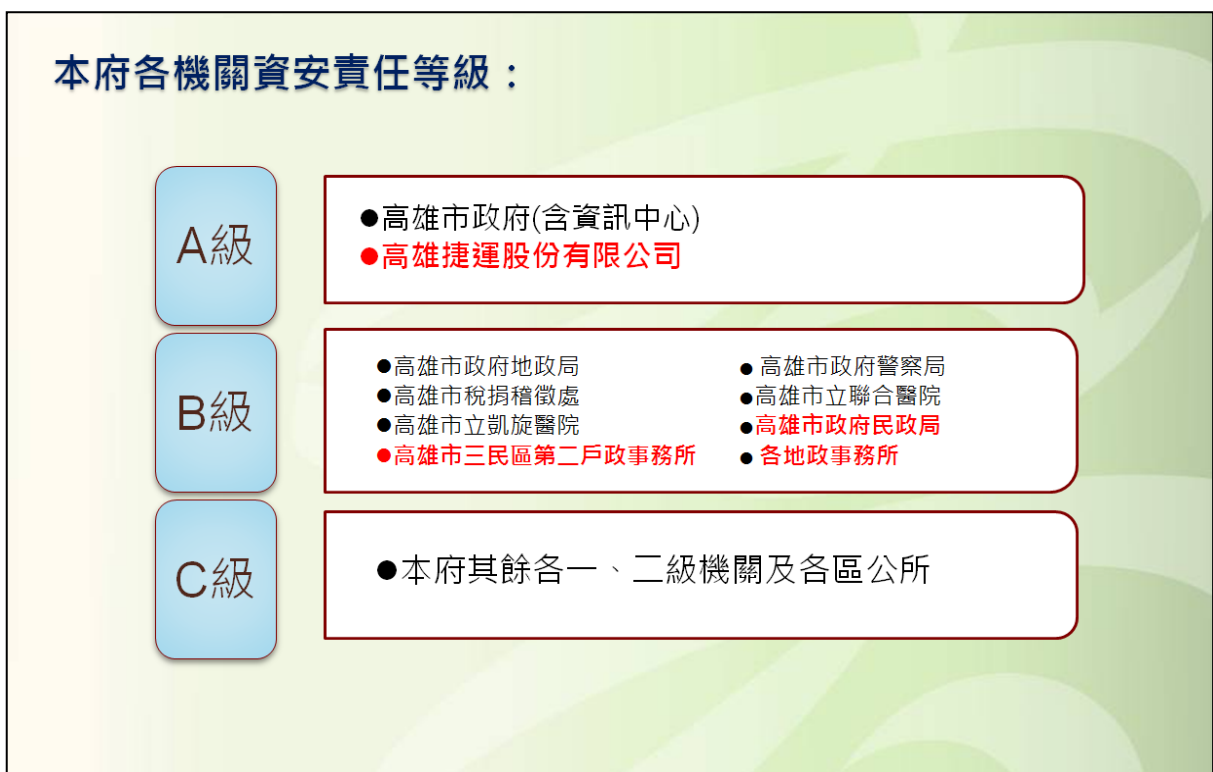 本府各機關資安責任等級：
A級
●高雄市政府(含資訊中心)
●高雄捷運股份有限公司
B級
●高雄市政府地政局
●高雄市稅捐稽徵處
●高雄市立凱旋醫院
●高雄市三民區第二戶政事務所
●高雄市政府警察局
●高雄市立聯合醫院
●高雄市政府民政局
●各地政事務所
C級
●本府其餘各一、二級機關及各區公所